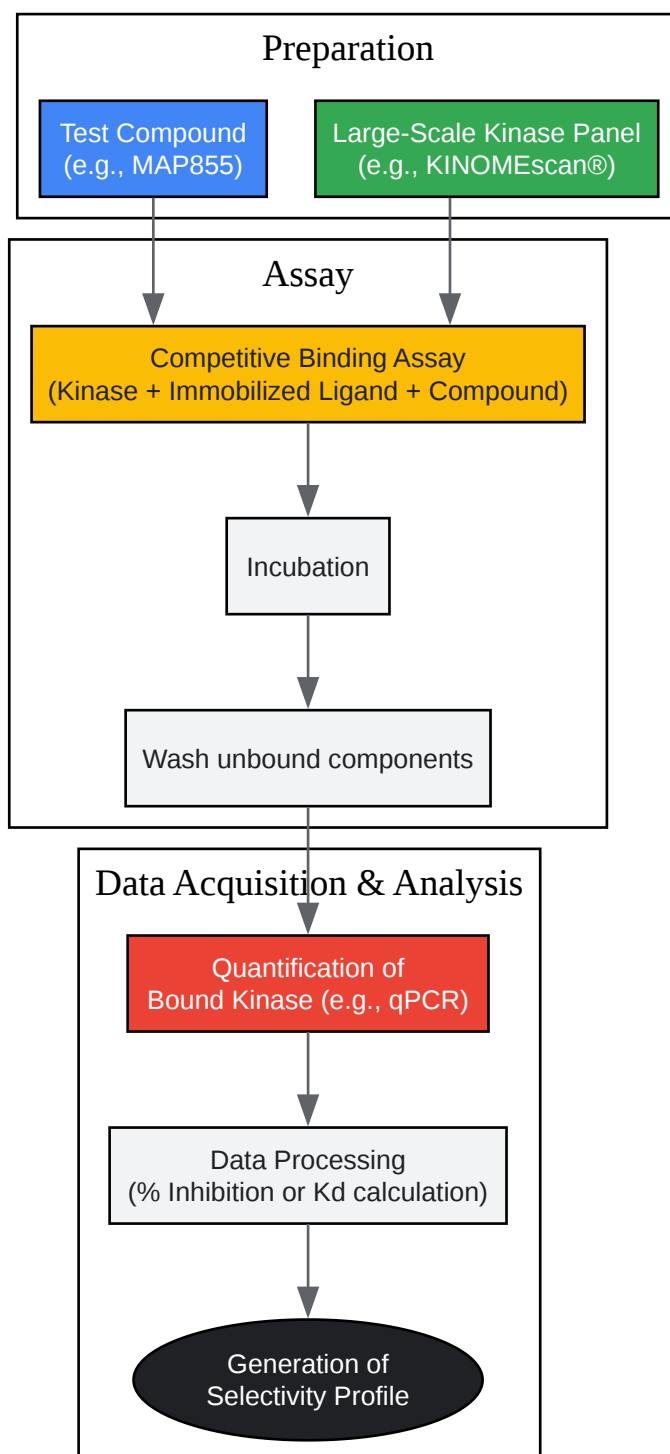 Preparation
Test Compound
(e.g., MAP855)
Large-Scale Kinase Panel
(e.g., KINOMEscan®)
Assay
Competitive Binding Assay
(Kinase + Immobilized Ligand + Compound)
Incubation
Wash unbound components
Data Acquisition & Analysis
Quantification of
Bound Kinase (e.g., qPCR)
Data Processing
(% Inhibition or Kd calculation)
Generation of
Selectivity Profile